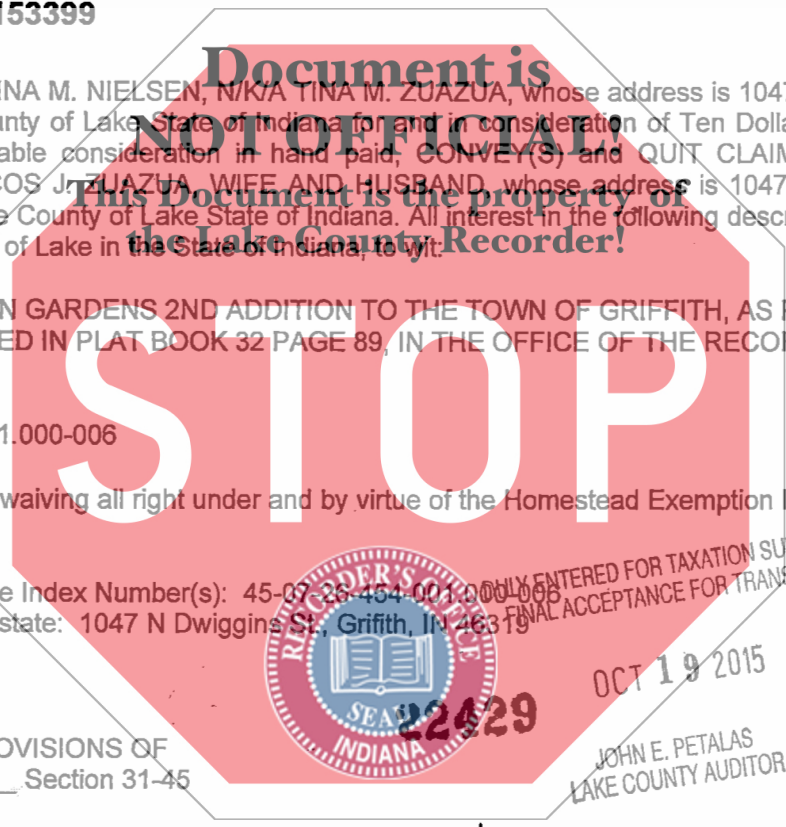 153399
Document is
INA M. NIELSEN, N/K/A TINA M. ZUAZUA, whose address is 1047
unty of Lake State of Indiana for and in consideration of Ten Dolla
NOT OFFICIAL!
able consideration in hand paid, CONVEY(S) and QUIT CLAIM
COS J. ZUAZUA, WIFE AND HUSBAND, whose address is 1047
This Document is the property of
e County of Lake State of Indiana. All interest in the following descr
of Lake in the State of Indiana, to wit:
the Lake County Recorder!
N GARDENS 2ND ADDITION TO THE TOWN OF GRIFFITH, AS
ED IN PLAT BOOK 32 PAGE 89, IN THE OFFICE OF THE RECO
STOP
1.000-006
waiving all right under and by virtue of the Homestead Exemption
DULY ENTERED FOR TAXATION SU
FINAL ACCEPTANCE FOR TRANS
e Index Number(s): 45-07-26-454-001.000-006
state: 1047 N Dwiggins St., Grifith, IN 46319
RECORDER'S OFFICE
SEAL
INDIANA
OCT 19 2015
22429
OVISIONS OF
Section 31-45
JOHN E. PETALAS
LAKE COUNTY AUDITOR